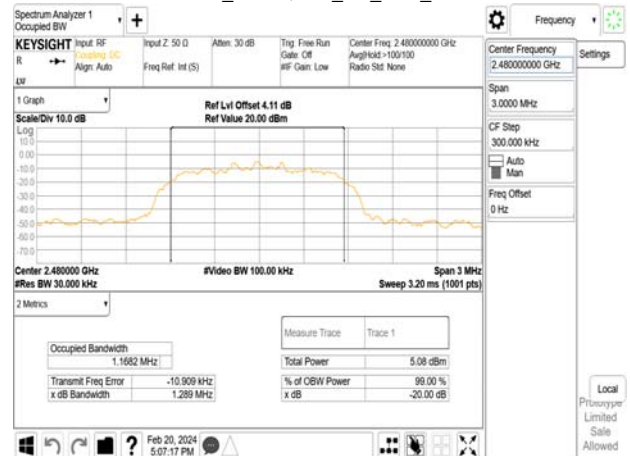 Spectrum Analyzer 1
Occupied BW
+
Frequency
KEYSIGHT
R
LVI
Input: RF
Coupling: DC
Align: Auto
Input Z: 50 Ω
Freq Ref: Int (S)
Atten: 30 dB
Trig: Free Run
Gate: Off
#IF Gain: Low
Center Freq: 2.480000000 GHz
Avg|Hold:>100/100
Radio Std: None
Center Frequency
2.480000000 GHz
Settings
Span
3.0000 MHz
CF Step
300.000 kHz
Auto
Man
Freq Offset
0 Hz
1 Graph
Scale/Div 10.0 dB
Ref Lvl Offset 4.11 dB
Ref Value 20.00 dBm
Log
10.0
0.00
-10.0
-20.0
-30.0
-40.0
-50.0
-60.0
-70.0
Center 2.480000 GHz
#Res BW 30.000 kHz
#Video BW 100.00 kHz
Span 3 MHz
Sweep 3.20 ms (1001 pts)
2 Metrics
Measure Trace Trace 1
Occupied Bandwidth
1.1682 MHz
Total Power 5.08 dBm
Transmit Freq Error -10.909 kHz
% of OBW Power 99.00 %
x dB Bandwidth 1.289 MHz
x dB -20.00 dB
Local
Prototype
Limited
Sale
Allowed
?
Feb 20, 2024
5:07:17 PM